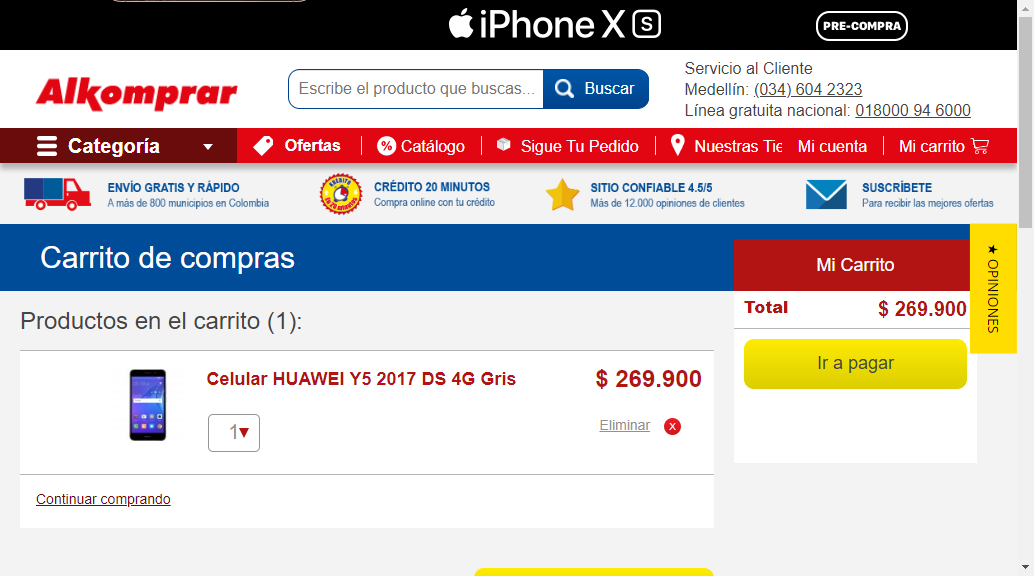 iPhone XS
PRE-COMPRA
Alkomprar
Escribe el producto que buscas...
Buscar
Servicio al Cliente
Medellín: (034) 604 2323
Línea gratuita nacional: 018000 94 6000
Categoría
Ofertas
% Catálogo
Sigue Tu Pedido
Nuestras Tie
Mi cuenta
Mi carrito
ENVÍO GRATIS Y RÁPIDO
A más de 800 municipios en Colombia
CRÉDITO 20 MINUTOS
Compra online con tu crédito
SITIO CONFIABLE 4.5/5
Más de 12.000 opiniones de clientes
SUSCRÍBETE
Para recibir las mejores ofertas
Carrito de compras
Mi Carrito
★ OPINIONES
Total
$ 269.900
Ir a pagar
Productos en el carrito (1):
Celular HUAWEI Y5 2017 DS 4G Gris
$ 269.900
1
Eliminar
x
Continuar comprando